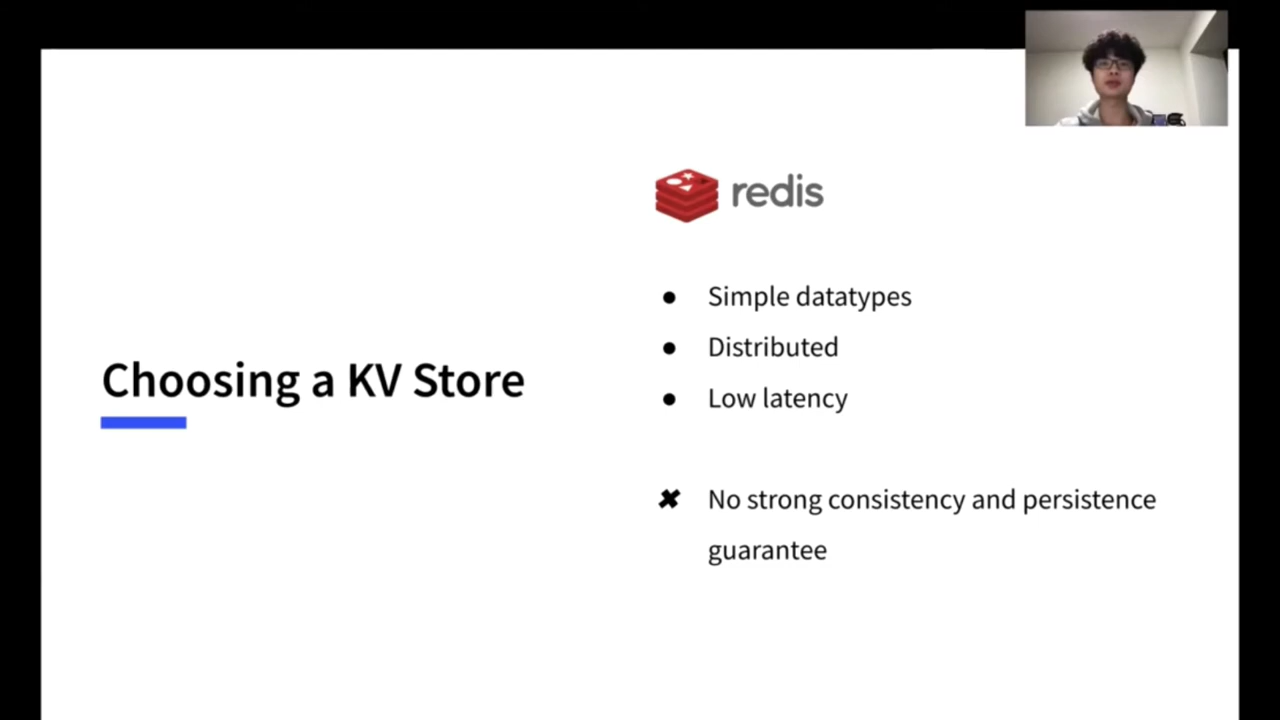 redis
Choosing a KV Store
Simple datatypes
Distributed
Low latency
No strong consistency and persistence
guarantee